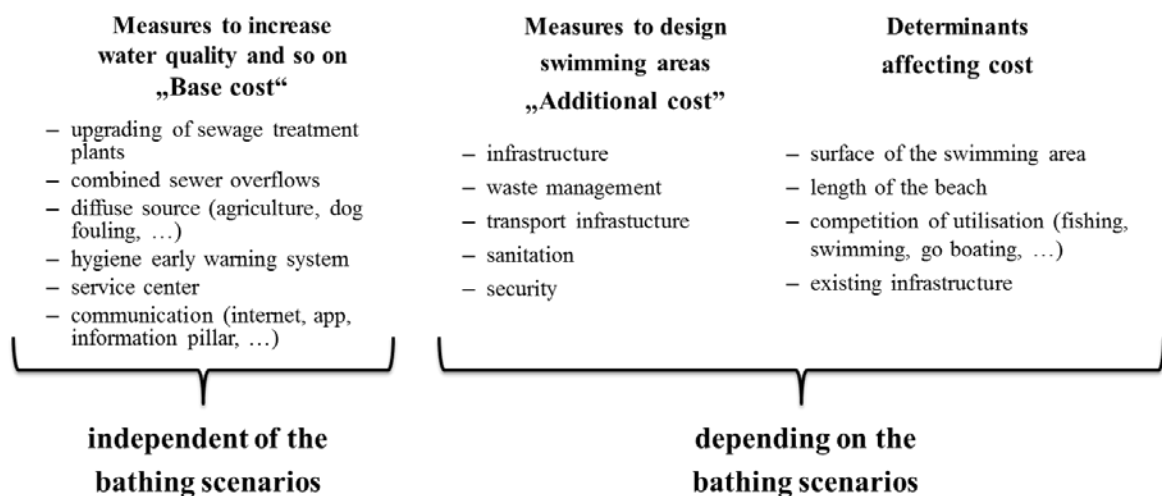 Measures to increase
water quality and so on
„Base cost“
– upgrading of sewage treatment
plants
– combined sewer overflows
– diffuse source (agriculture, dog
fouling, …)
– hygiene early warning system
– service center
– communication (internet, app,
information pillar, …)
independent of the
bathing scenarios
Measures to design
swimming areas
„Additional cost”
– infrastructure
– waste management
– transport infrastucture
– sanitation
– security
Determinants
affecting cost
– surface of the swimming area
– length of the beach
– competition of utilisation (fishing,
swimming, go boating, …)
– existing infrastructure
depending on the
bathing scenarios